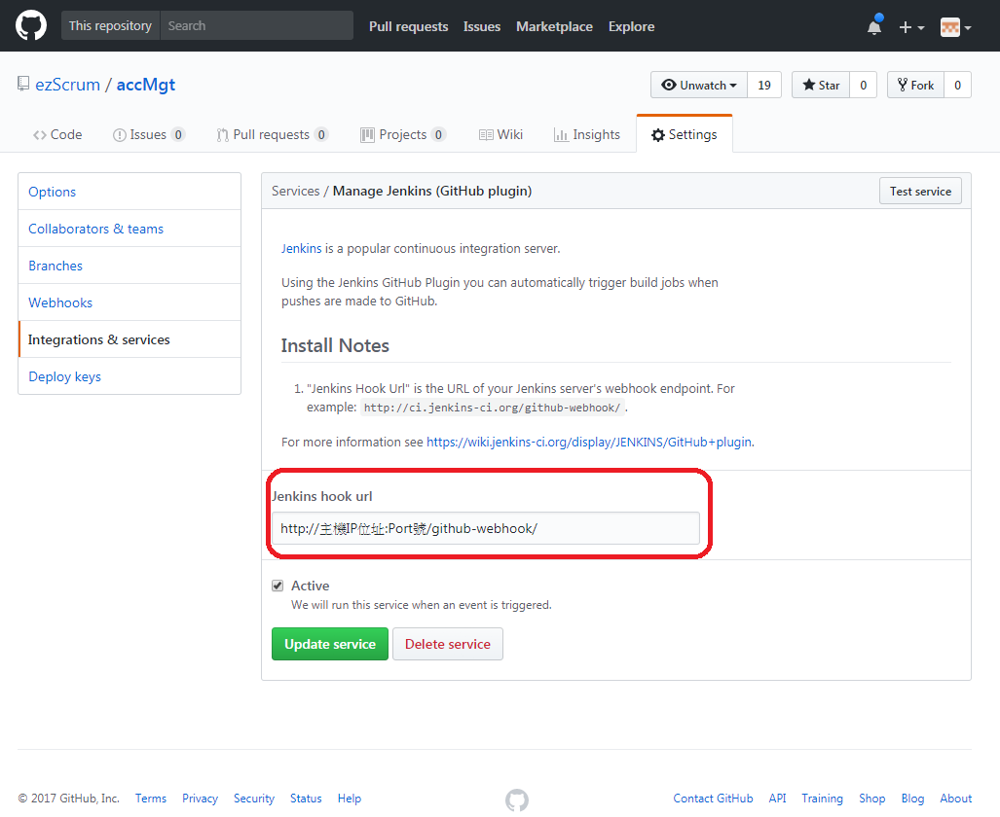 This repository Search Pull requests Issues Marketplace Explore
ezScrum / accMgt Unwatch 19 Star 0 Fork 0
Code Issues 0 Pull requests 0 Projects 0 Wiki Insights Settings
Options
Collaborators & teams
Branches
Webhooks
Integrations & services
Deploy keys
Services / Manage Jenkins (GitHub plugin) Test service
Jenkins is a popular continuous integration server.
Using the Jenkins GitHub Plugin you can automatically trigger build jobs when
pushes are made to GitHub.
Install Notes
1. "Jenkins Hook Url" is the URL of your Jenkins server's webhook endpoint. For
example: http://ci.jenkins-ci.org/github-webhook/ .
For more information see https://wiki.jenkins-ci.org/display/JENKINS/GitHub+plugin.
Jenkins hook url
http://主機IP位址:Port號/github-webhook/
Active
We will run this service when an event is triggered.
Update service Delete service
© 2017 GitHub, Inc. Terms Privacy Security Status Help Contact GitHub API Training Shop Blog About